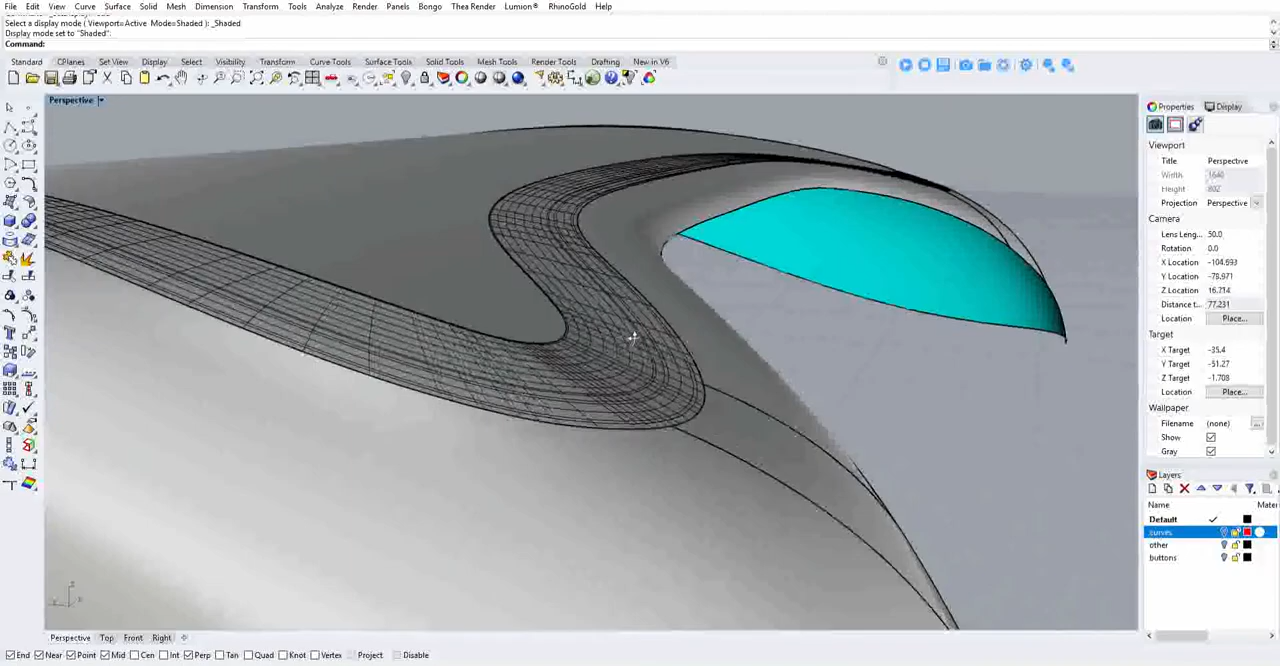 File Edit View Curve Surface Solid Mesh Dimension Transform Tools Analyze Render Panels Bongo Thea Render Lumion® RhinoGold Help
Select a display mode ( Viewport=Active Mode=Shaded ): _Shaded
Display mode set to "Shaded".
Command:
Standard CPlanes Set View Display Select Viewport Layout Visibility Transform Curve Tools Surface Tools Solid Tools Mesh Tools Render Tools Drafting New in V6
Perspective
Properties Display
Viewport
Title Perspective
Width 1640
Height 802
Projection Perspective
Camera
Lens Leng... 50.0
Rotation 0.0
X Location -104.693
Y Location -78.971
Z Location 16.714
Distance t... 77.231
Location Place...
Target
X Target -35.4
Y Target -51.27
Z Target -1.708
Location Place...
Wallpaper
Filename (none)
Show
Gray
Layers
Name Mater
Default
curves
other
buttons
z
Perspective Top Front Right
End Near Point Mid Cen Int Perp Tan Quad Knot Vertex Project Disable